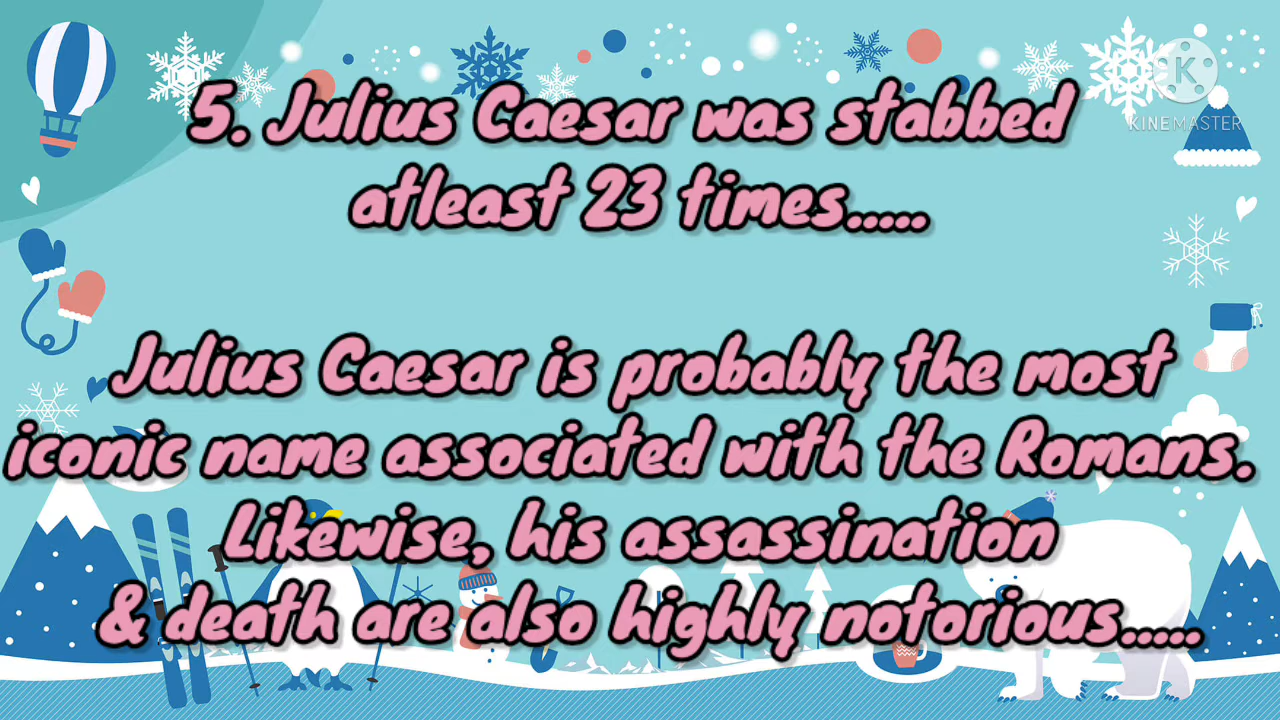 5. Julius Caesar was stabbed
atleast 23 times.....
K
KINEMASTER
Julius Caesar is probably the most
iconic name associated with the Romans.
Likewise, his assassination
& death are also highly notorious.....